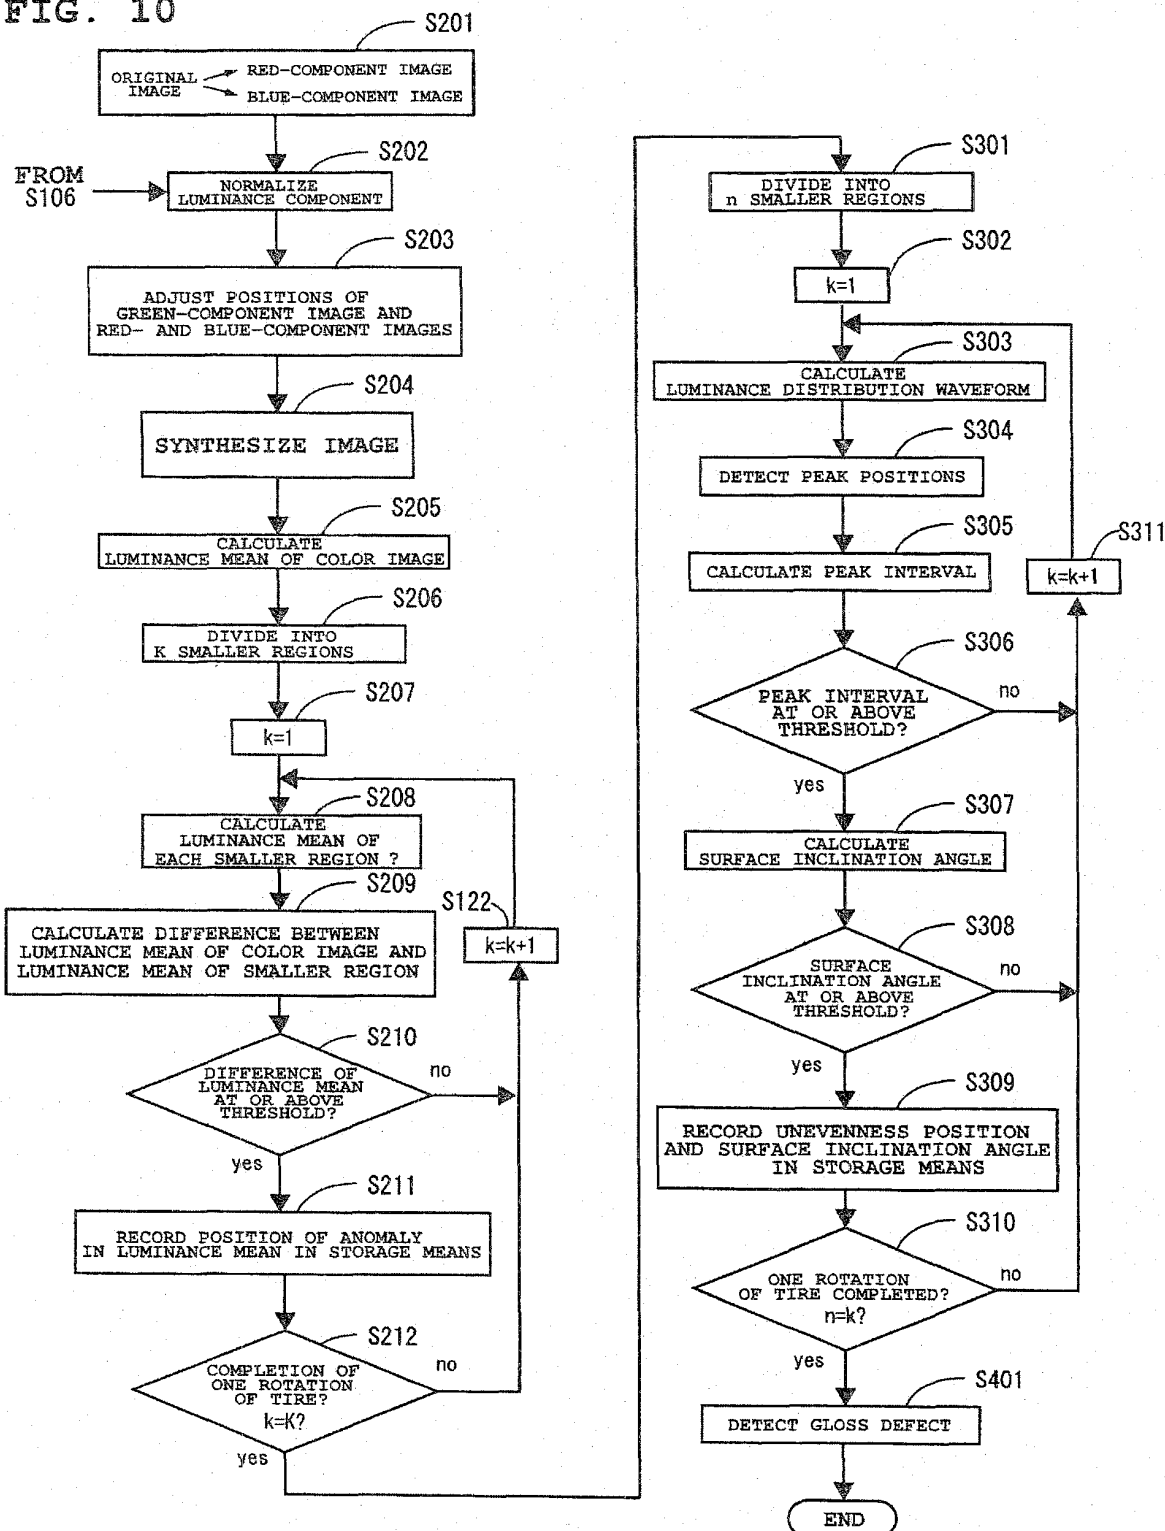 FIG. 10
S201
ORIGINAL IMAGE
RED-COMPONENT IMAGE
BLUE-COMPONENT IMAGE
S202
FROM
S106
NORMALIZE
LUMINANCE COMPONENT
S203
ADJUST POSITIONS OF
GREEN-COMPONENT IMAGE AND
RED- AND BLUE-COMPONENT IMAGES
S204
SYNTHESIZE IMAGE
S205
CALCULATE
LUMINANCE MEAN OF COLOR IMAGE
S206
DIVIDE INTO
K SMALLER REGIONS
S207
k=1
S208
CALCULATE
LUMINANCE MEAN OF
EACH SMALLER REGION ?
S209
CALCULATE DIFFERENCE BETWEEN
LUMINANCE MEAN OF COLOR IMAGE AND
LUMINANCE MEAN OF SMALLER REGION
S122
k=k+1
S210
DIFFERENCE OF
LUMINANCE MEAN
AT OR ABOVE
THRESHOLD?
no
yes
S211
RECORD POSITION OF ANOMALY
IN LUMINANCE MEAN IN STORAGE MEANS
S212
COMPLETION OF
ONE ROTATION
OF TIRE?
k=K?
no
yes
S301
DIVIDE INTO
n SMALLER REGIONS
S302
k=1
S303
CALCULATE
LUMINANCE DISTRIBUTION WAVEFORM
S304
DETECT PEAK POSITIONS
S305
CALCULATE PEAK INTERVAL
S311
k=k+1
S306
PEAK INTERVAL
AT OR ABOVE
THRESHOLD?
no
yes
S307
CALCULATE
SURFACE INCLINATION ANGLE
S308
SURFACE
INCLINATION ANGLE
AT OR ABOVE
THRESHOLD?
no
yes
S309
RECORD UNEVENNESS POSITION
AND SURFACE INCLINATION ANGLE
IN STORAGE MEANS
S310
ONE ROTATION
OF TIRE COMPLETED?
n=k?
no
yes
S401
DETECT GLOSS DEFECT
END